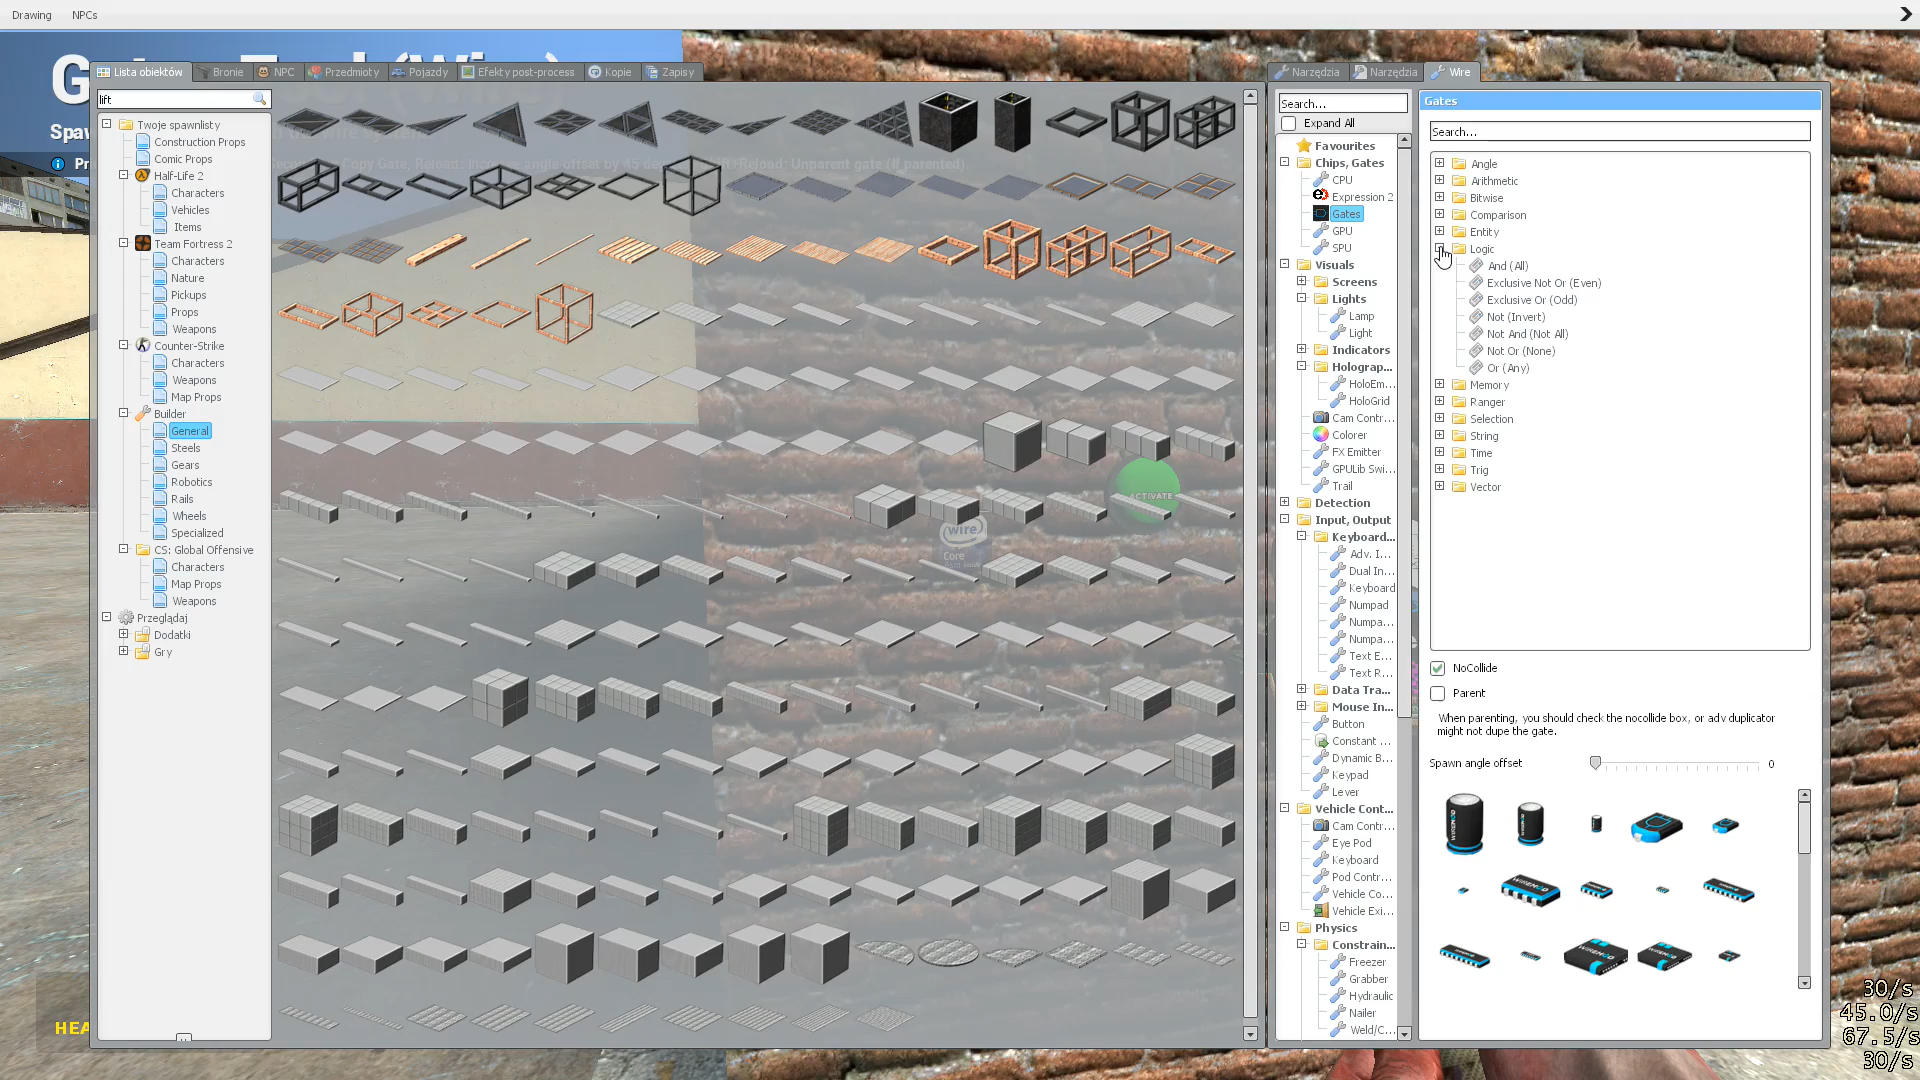 Drawing
NPCs
Lista obiektów
Bronie
NPC
Przedmioty
Pojazdy
Efekty post-process
Kopie
Zapisy
Narzędzia
Narzędzia
Wire
lift
Twoje spawnlisty
Construction Props
Comic Props
Half-Life 2
Characters
Vehicles
Items
Team Fortress 2
Characters
Nature
Pickups
Props
Weapons
Counter-Strike
Characters
Weapons
Map Props
Builder
General
Steels
Gears
Robotics
Rails
Wheels
Specialized
CS: Global Offensive
Characters
Map Props
Weapons
Przeglądaj
Dodatki
Gry
HEA
ACTIVATE
wire
Core
Search...
Expand All
Favourites
Chips, Gates
CPU
Expression 2
Gates
GPU
SPU
Visuals
Screens
Lights
Lamp
Light
Indicators
Holograp...
HoloEm...
HoloGrid
Cam Contr...
Colorer
FX Emitter
GPULib Swi...
Trail
Detection
Input, Output
Keyboard...
Adv. I...
Dual In...
Keyboard
Numpad
Numpa...
Numpa...
Text E...
Text R...
Data Tra...
Mouse In...
Button
Constant ...
Dynamic B...
Keypad
Lever
Vehicle Cont...
Cam Contr...
Eye Pod
Keyboard
Pod Contr...
Vehicle Co...
Vehicle Exi...
Physics
Constrain...
Freezer
Grabber
Hydraulic
Nailer
Weld/C...
Gates
Search...
Angle
Arithmetic
Bitwise
Comparison
Entity
Logic
And (All)
Exclusive Not Or (Even)
Exclusive Or (Odd)
Not (Invert)
Not And (Not All)
Not Or (None)
Or (Any)
Memory
Ranger
Selection
String
Time
Trig
Vector
NoCollide
Parent
When parenting, you should check the nocollide box, or adv duplicator
might not dupe the gate.
Spawn angle offset
0
30/s
45.0/s
67.5/s
30/s